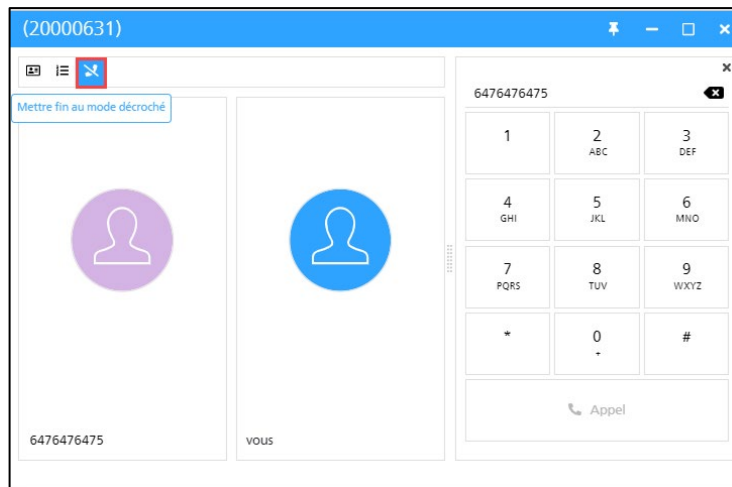 (20000631)
Mettre fin au mode décroché
6476476475
vous
6476476475
1
2
ABC
3
DEF
4
GHI
5
JKL
6
MNO
7
PQRS
8
TUV
9
WXYZ
*
0
+
#
Appel